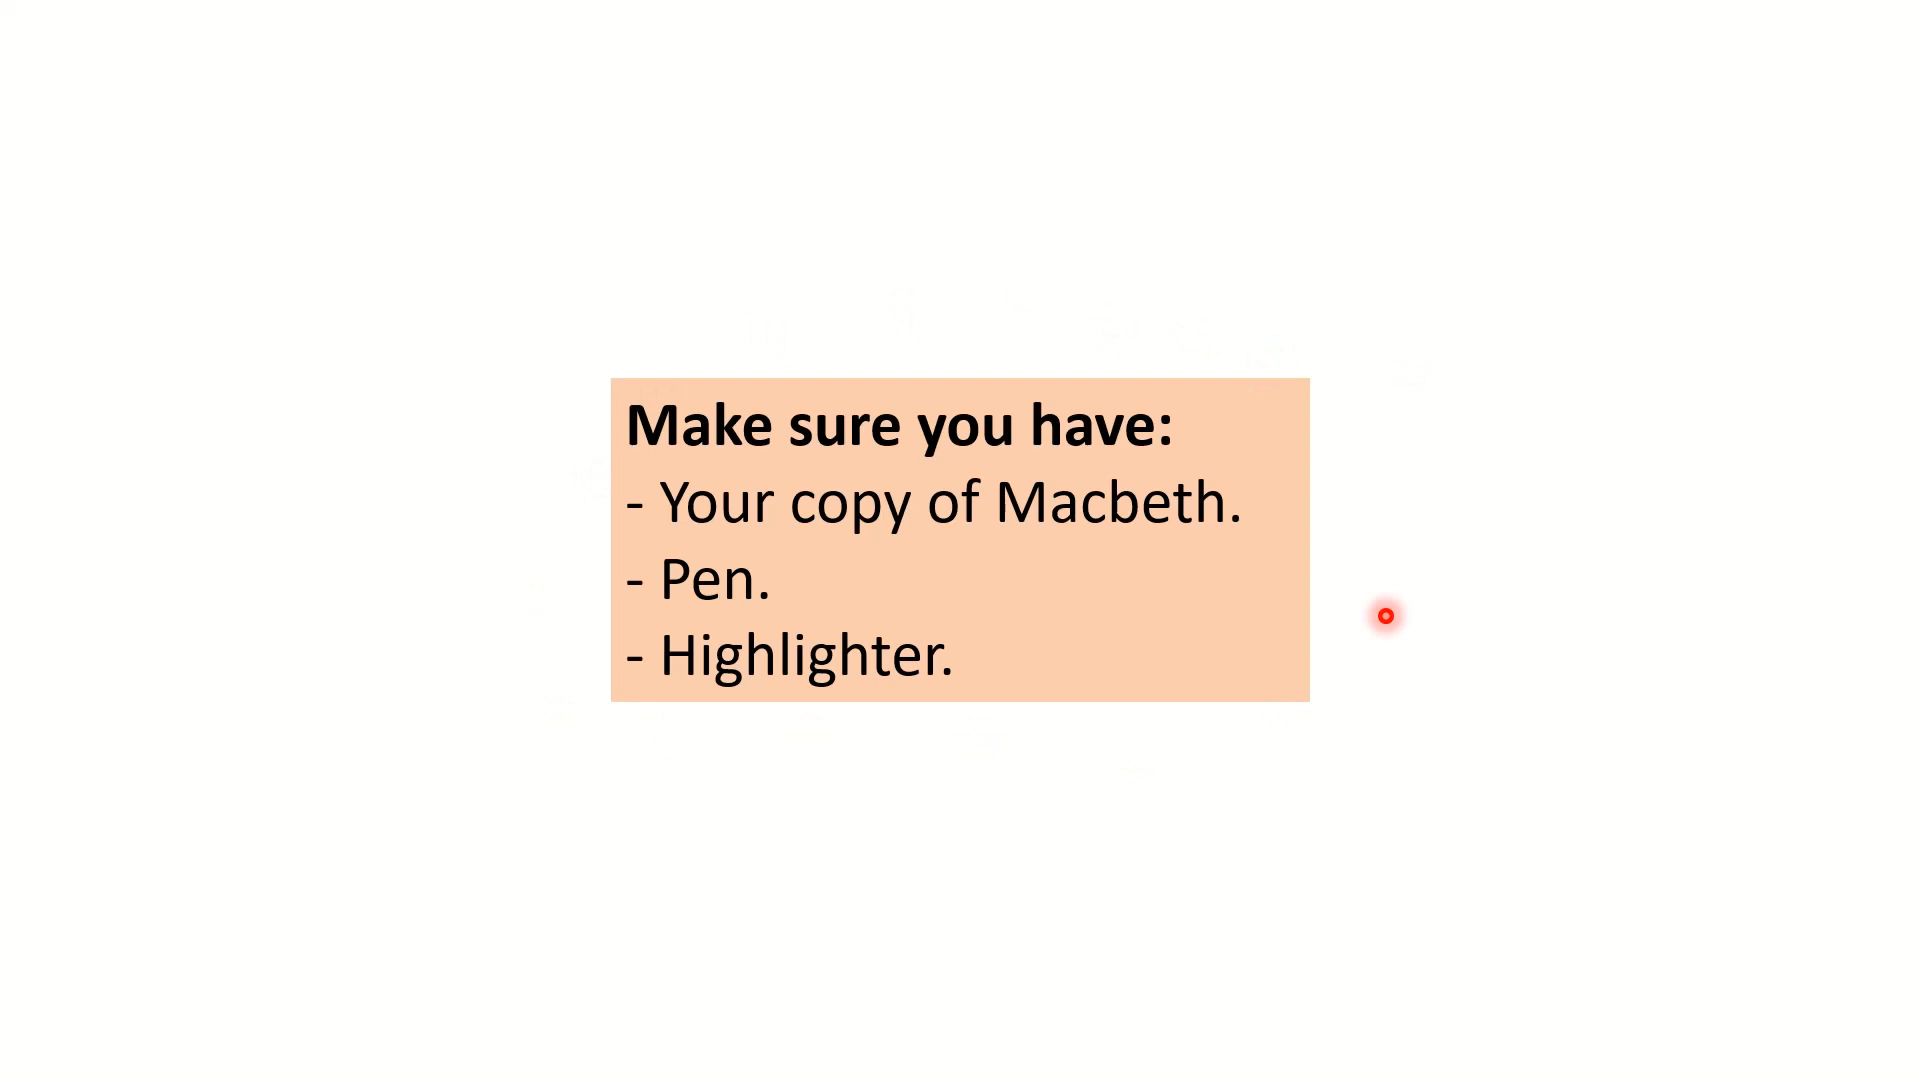 Make sure you have:
- Your copy of Macbeth.
- Pen.
- Highlighter.